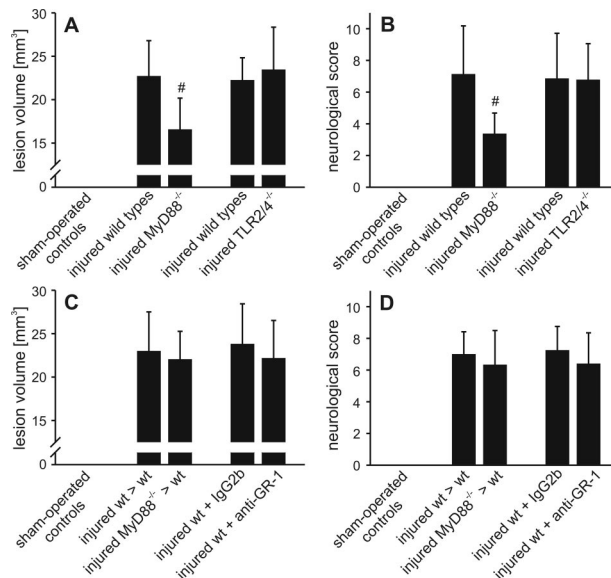 A
lesion volume [mm³]
30
25
20
15
0
#
sham-operated
controls
injured wild types
injured MyD88⁻/⁻
injured wild types
injured TLR2/4⁻/⁻
B
neurological score
10
8
6
4
2
0
#
sham-operated
controls
injured wild types
injured MyD88⁻/⁻
injured wild types
injured TLR2/4⁻/⁻
C
lesion volume [mm³]
30
25
20
15
0
sham-operated
controls
injured wt > wt
injured MyD88⁻/⁻ > wt
injured wt + IgG2b
injured wt + anti-GR-1
D
neurological score
10
8
6
4
2
0
sham-operated
controls
injured wt > wt
injured MyD88⁻/⁻ > wt
injured wt + IgG2b
injured wt + anti-GR-1